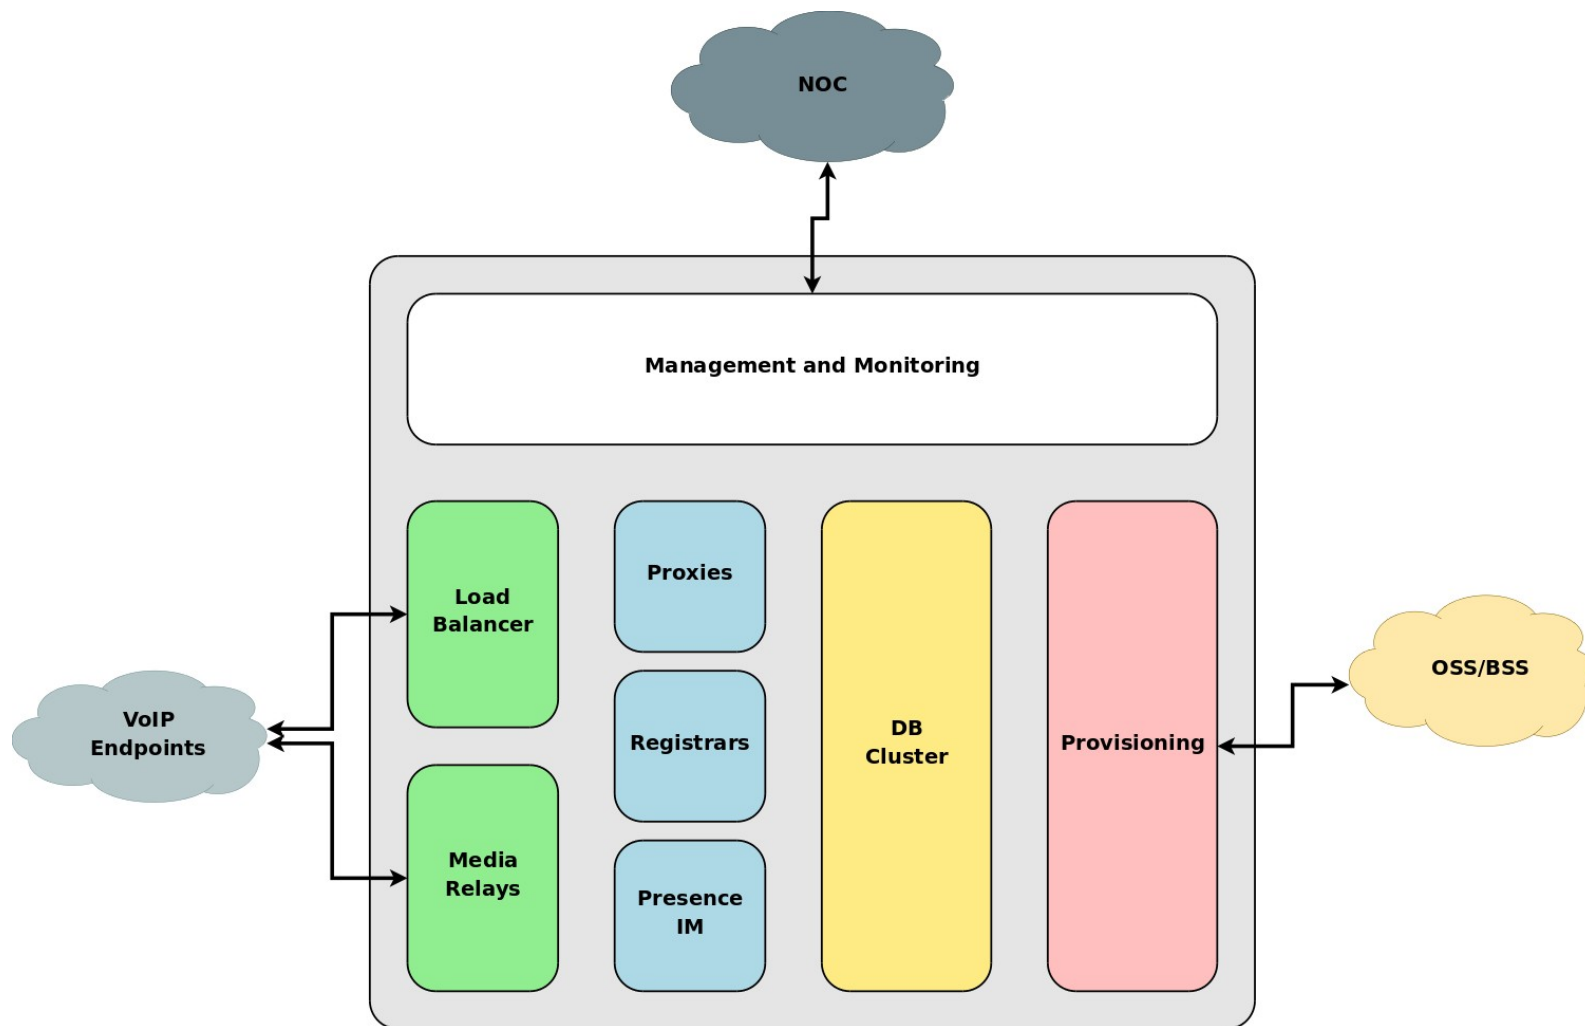 NOC
Management and Monitoring
Load
Balancer
Proxies
Registrars
DB
Cluster
Provisioning
OSS/BSS
VoIP
Endpoints
Media
Relays
Presence
IM